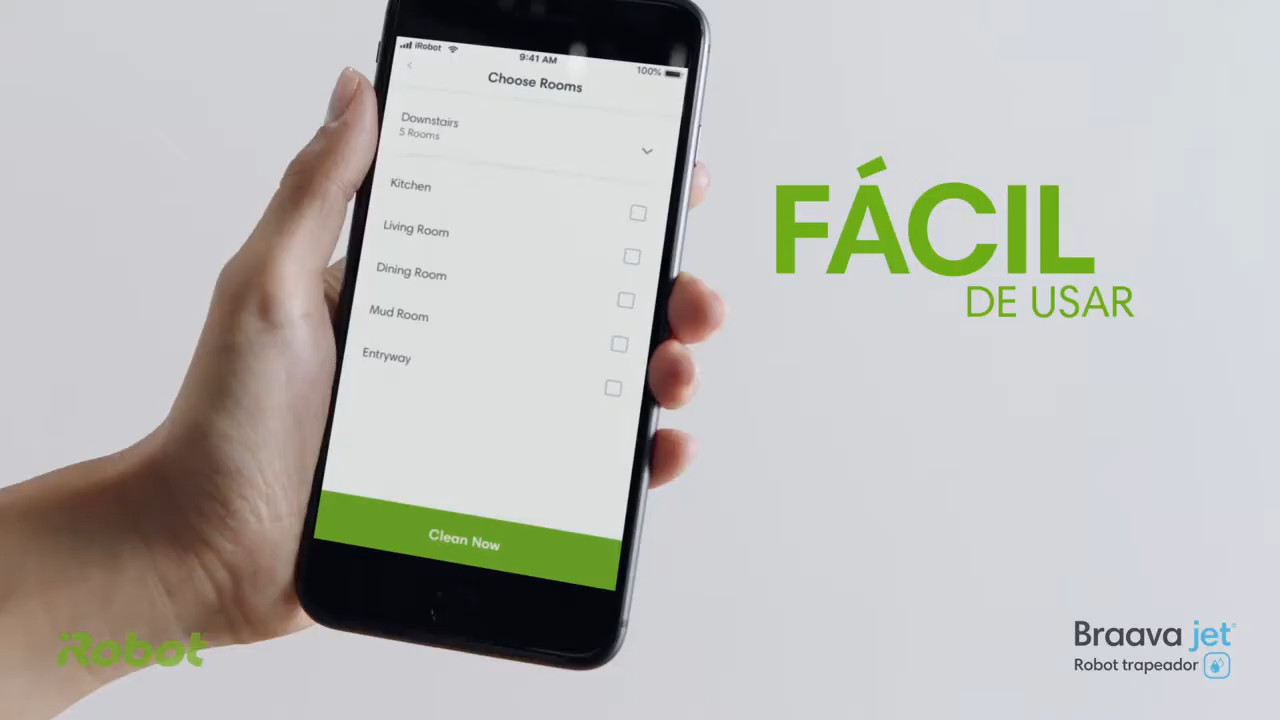 iRobot
9:41 AM
100%
Choose Rooms
Downstairs
5 Rooms
Kitchen
Living Room
Dining Room
Mud Room
Entryway
Clean Now
FÁCIL
DE USAR
iRobot
Braava jet®
Robot trapeador